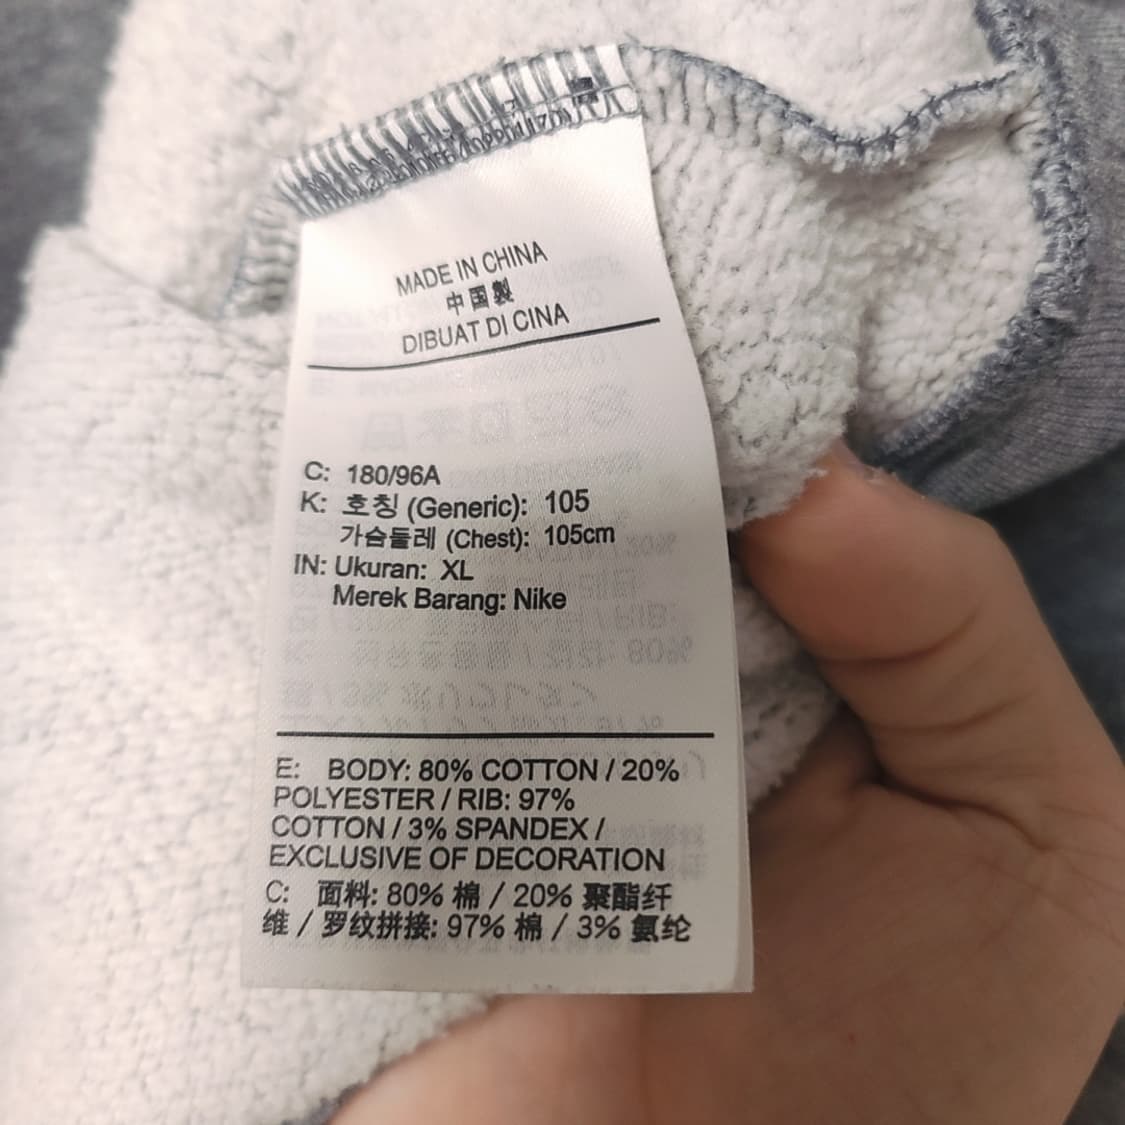 MADE IN CHINA
中国製
DIBUAT DI CINA
C: 180/96A
K: 호칭 (Generic): 105
가슴둘레 (Chest): 105cm
IN: Ukuran: XL
Merek Barang: Nike
E: BODY: 80% COTTON / 20%
POLYESTER / RIB: 97%
COTTON / 3% SPANDEX /
EXCLUSIVE OF DECORATION
C: 面料: 80% 棉 / 20% 聚酯纤
维 / 罗纹拼接: 97% 棉 / 3% 氨纶